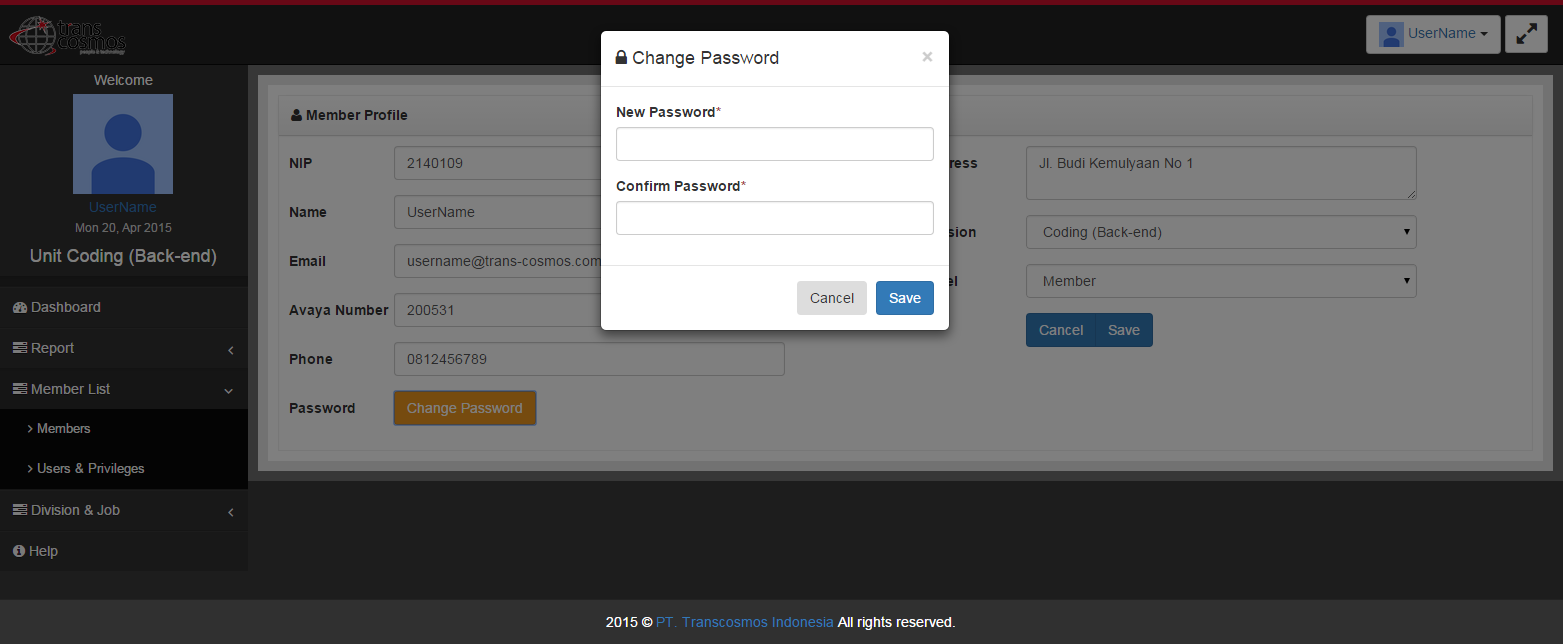 trans
cosmos
people & technology
UserName
Welcome
UserName
Mon 20, Apr 2015
Unit Coding (Back-end)
Dashboard
Report
Member List
Members
Users & Privileges
Division & Job
Help
Change Password ×
New Password*
Confirm Password*
Cancel Save
Member Profile
NIP 2140109
Name UserName
Email username@trans-cosmos.com
Avaya Number 200531
Phone 0812456789
Password Change Password
ress Jl. Budi Kemulyaan No 1
sion Coding (Back-end)
el Member
Cancel Save
2015 © PT. Transcosmos Indonesia All rights reserved.